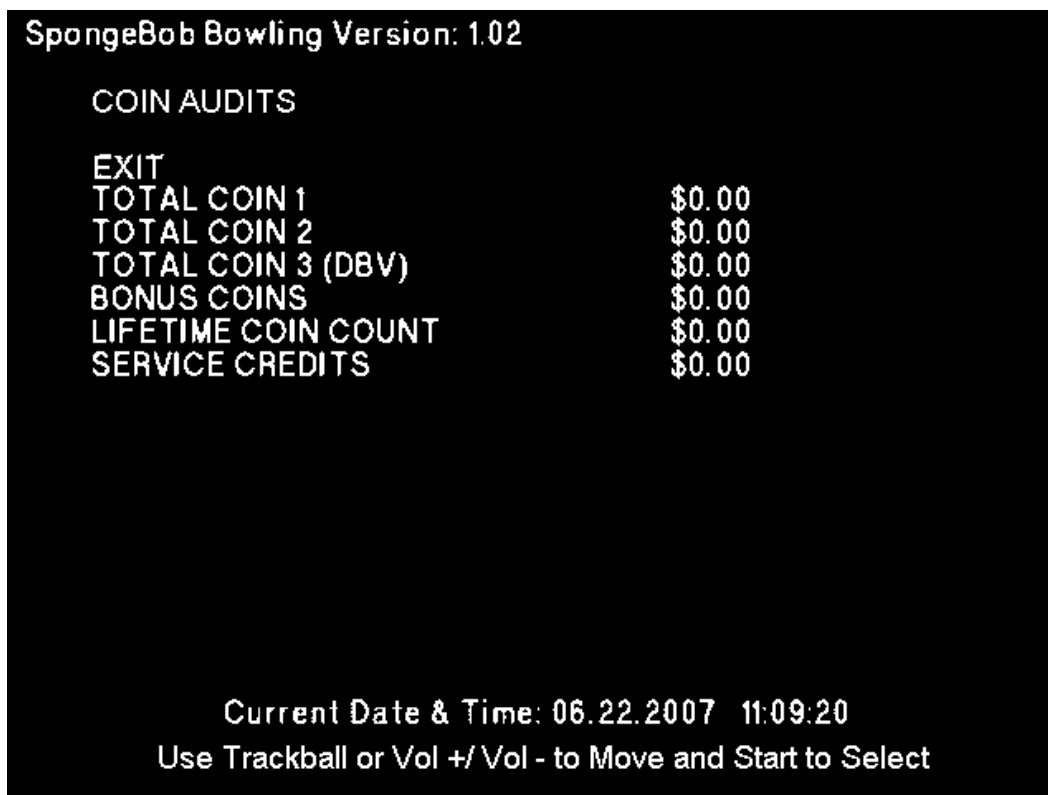 SpongeBob Bowling Version: 1.02
COIN AUDITS
EXIT
TOTAL COIN 1 $0.00
TOTAL COIN 2 $0.00
TOTAL COIN 3 (DBV) $0.00
BONUS COINS $0.00
LIFETIME COIN COUNT $0.00
SERVICE CREDITS $0.00
Current Date & Time: 06.22.2007 11:09:20
Use Trackball or Vol +/ Vol - to Move and Start to Select